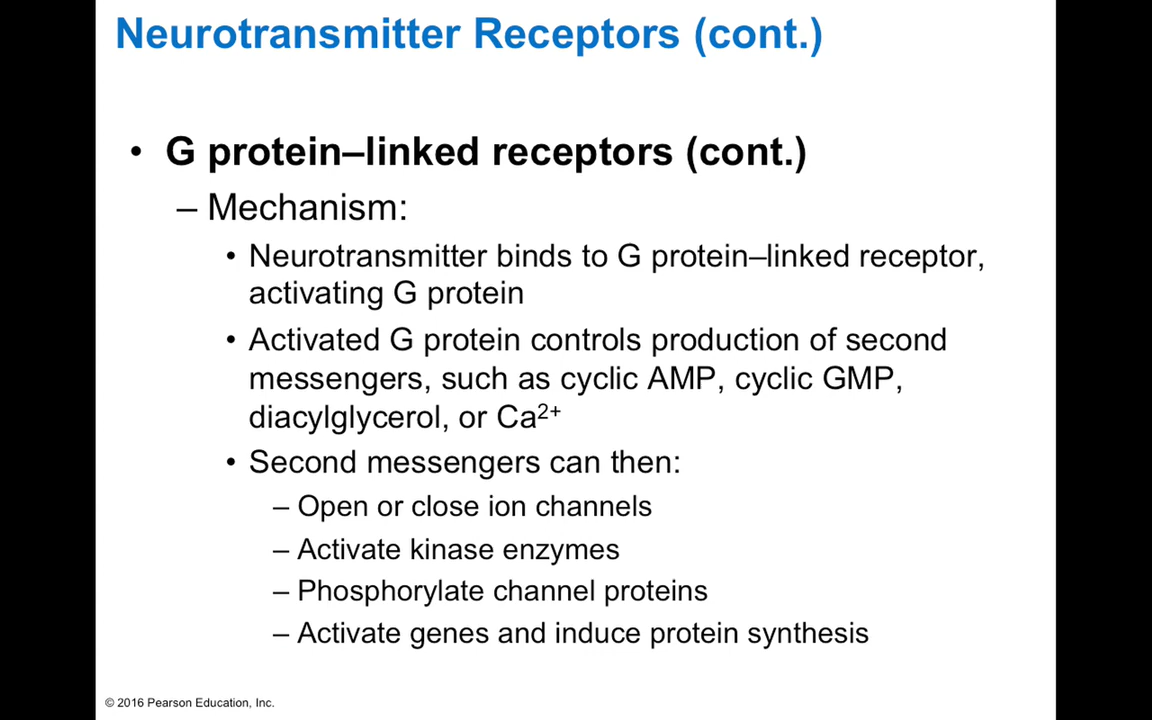 Neurotransmitter Receptors (cont.)
• G protein–linked receptors (cont.)
– Mechanism:
• Neurotransmitter binds to G protein–linked receptor,
activating G protein
• Activated G protein controls production of second
messengers, such as cyclic AMP, cyclic GMP,
diacylglycerol, or Ca²⁺
• Second messengers can then:
– Open or close ion channels
– Activate kinase enzymes
– Phosphorylate channel proteins
– Activate genes and induce protein synthesis
© 2016 Pearson Education, Inc.